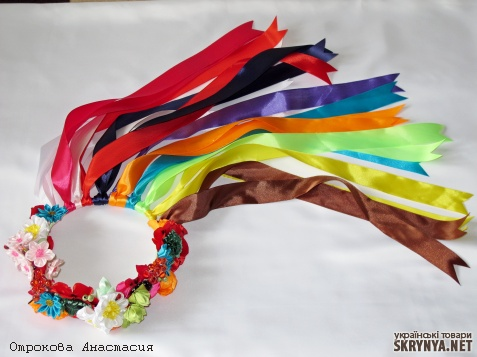 Отрокова Анастасия
українські товари
SKRYNYA.NET